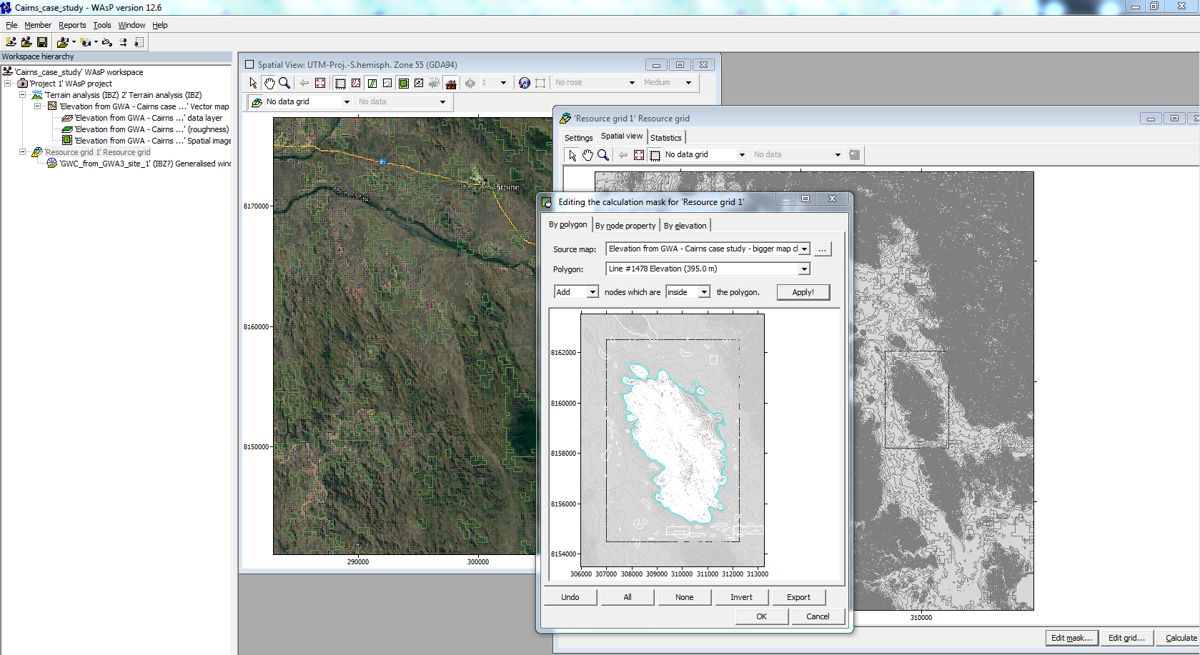 Cairns_case_study - WAsP version 12.6
File Member Reports Tools Window Help
Workspace hierarchy
'Cairns_case_study' WAsP workspace
'Project 1' WAsP project
'Terrain analysis (IBZ) 2' Terrain analysis (IBZ)
'Elevation from GWA - Cairns case ...' Vector map
'Elevation from GWA - Cairns ...' data layer
'Elevation from GWA - Cairns ...' (roughness)
'Elevation from GWA - Cairns ...' Spatial image
'Resource grid 1' Resource grid
'GWC_from_GWA3_site_1' (IBZ?) Generalised wind
Spatial View: UTM-Proj.-S.hemisph. Zone 55 (GDA94)
1 No rose Medium
No data grid No data
8170000
8160000
8150000
290000 300000
'Resource grid 1' Resource grid
Settings Spatial view Statistics
No data grid No data
310000
Edit mask... Edit grid... Calculate
Editing the calculation mask for 'Resource grid 1'
By polygon By node property By elevation
Source map: Elevation from GWA - Cairns case study - bigger map d ...
Polygon: Line #1478 Elevation (395.0 m)
Add nodes which are inside the polygon. Apply!
8162000
8160000
8158000
8156000
8154000
306000 307000 308000 309000 310000 311000 312000 313000
Undo All None Invert Export
OK Cancel